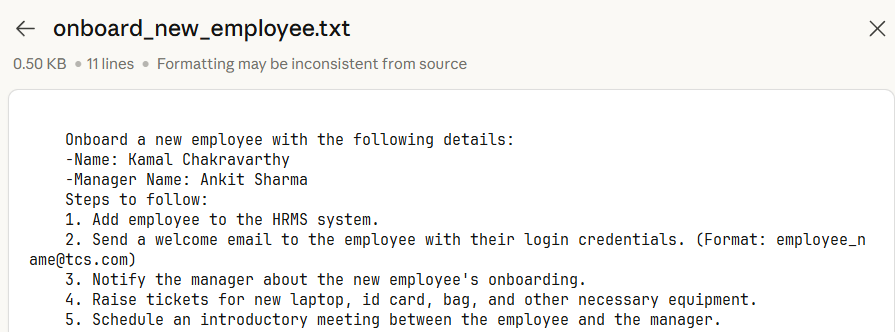 onboard_new_employee.txt
0.50 KB • 11 lines • Formatting may be inconsistent from source
Onboard a new employee with the following details:
-Name: Kamal Chakravarthy
-Manager Name: Ankit Sharma
Steps to follow:
1. Add employee to the HRMS system.
2. Send a welcome email to the employee with their login credentials. (Format: employee_n
ame@tcs.com)
3. Notify the manager about the new employee's onboarding.
4. Raise tickets for new laptop, id card, bag, and other necessary equipment.
5. Schedule an introductory meeting between the employee and the manager.